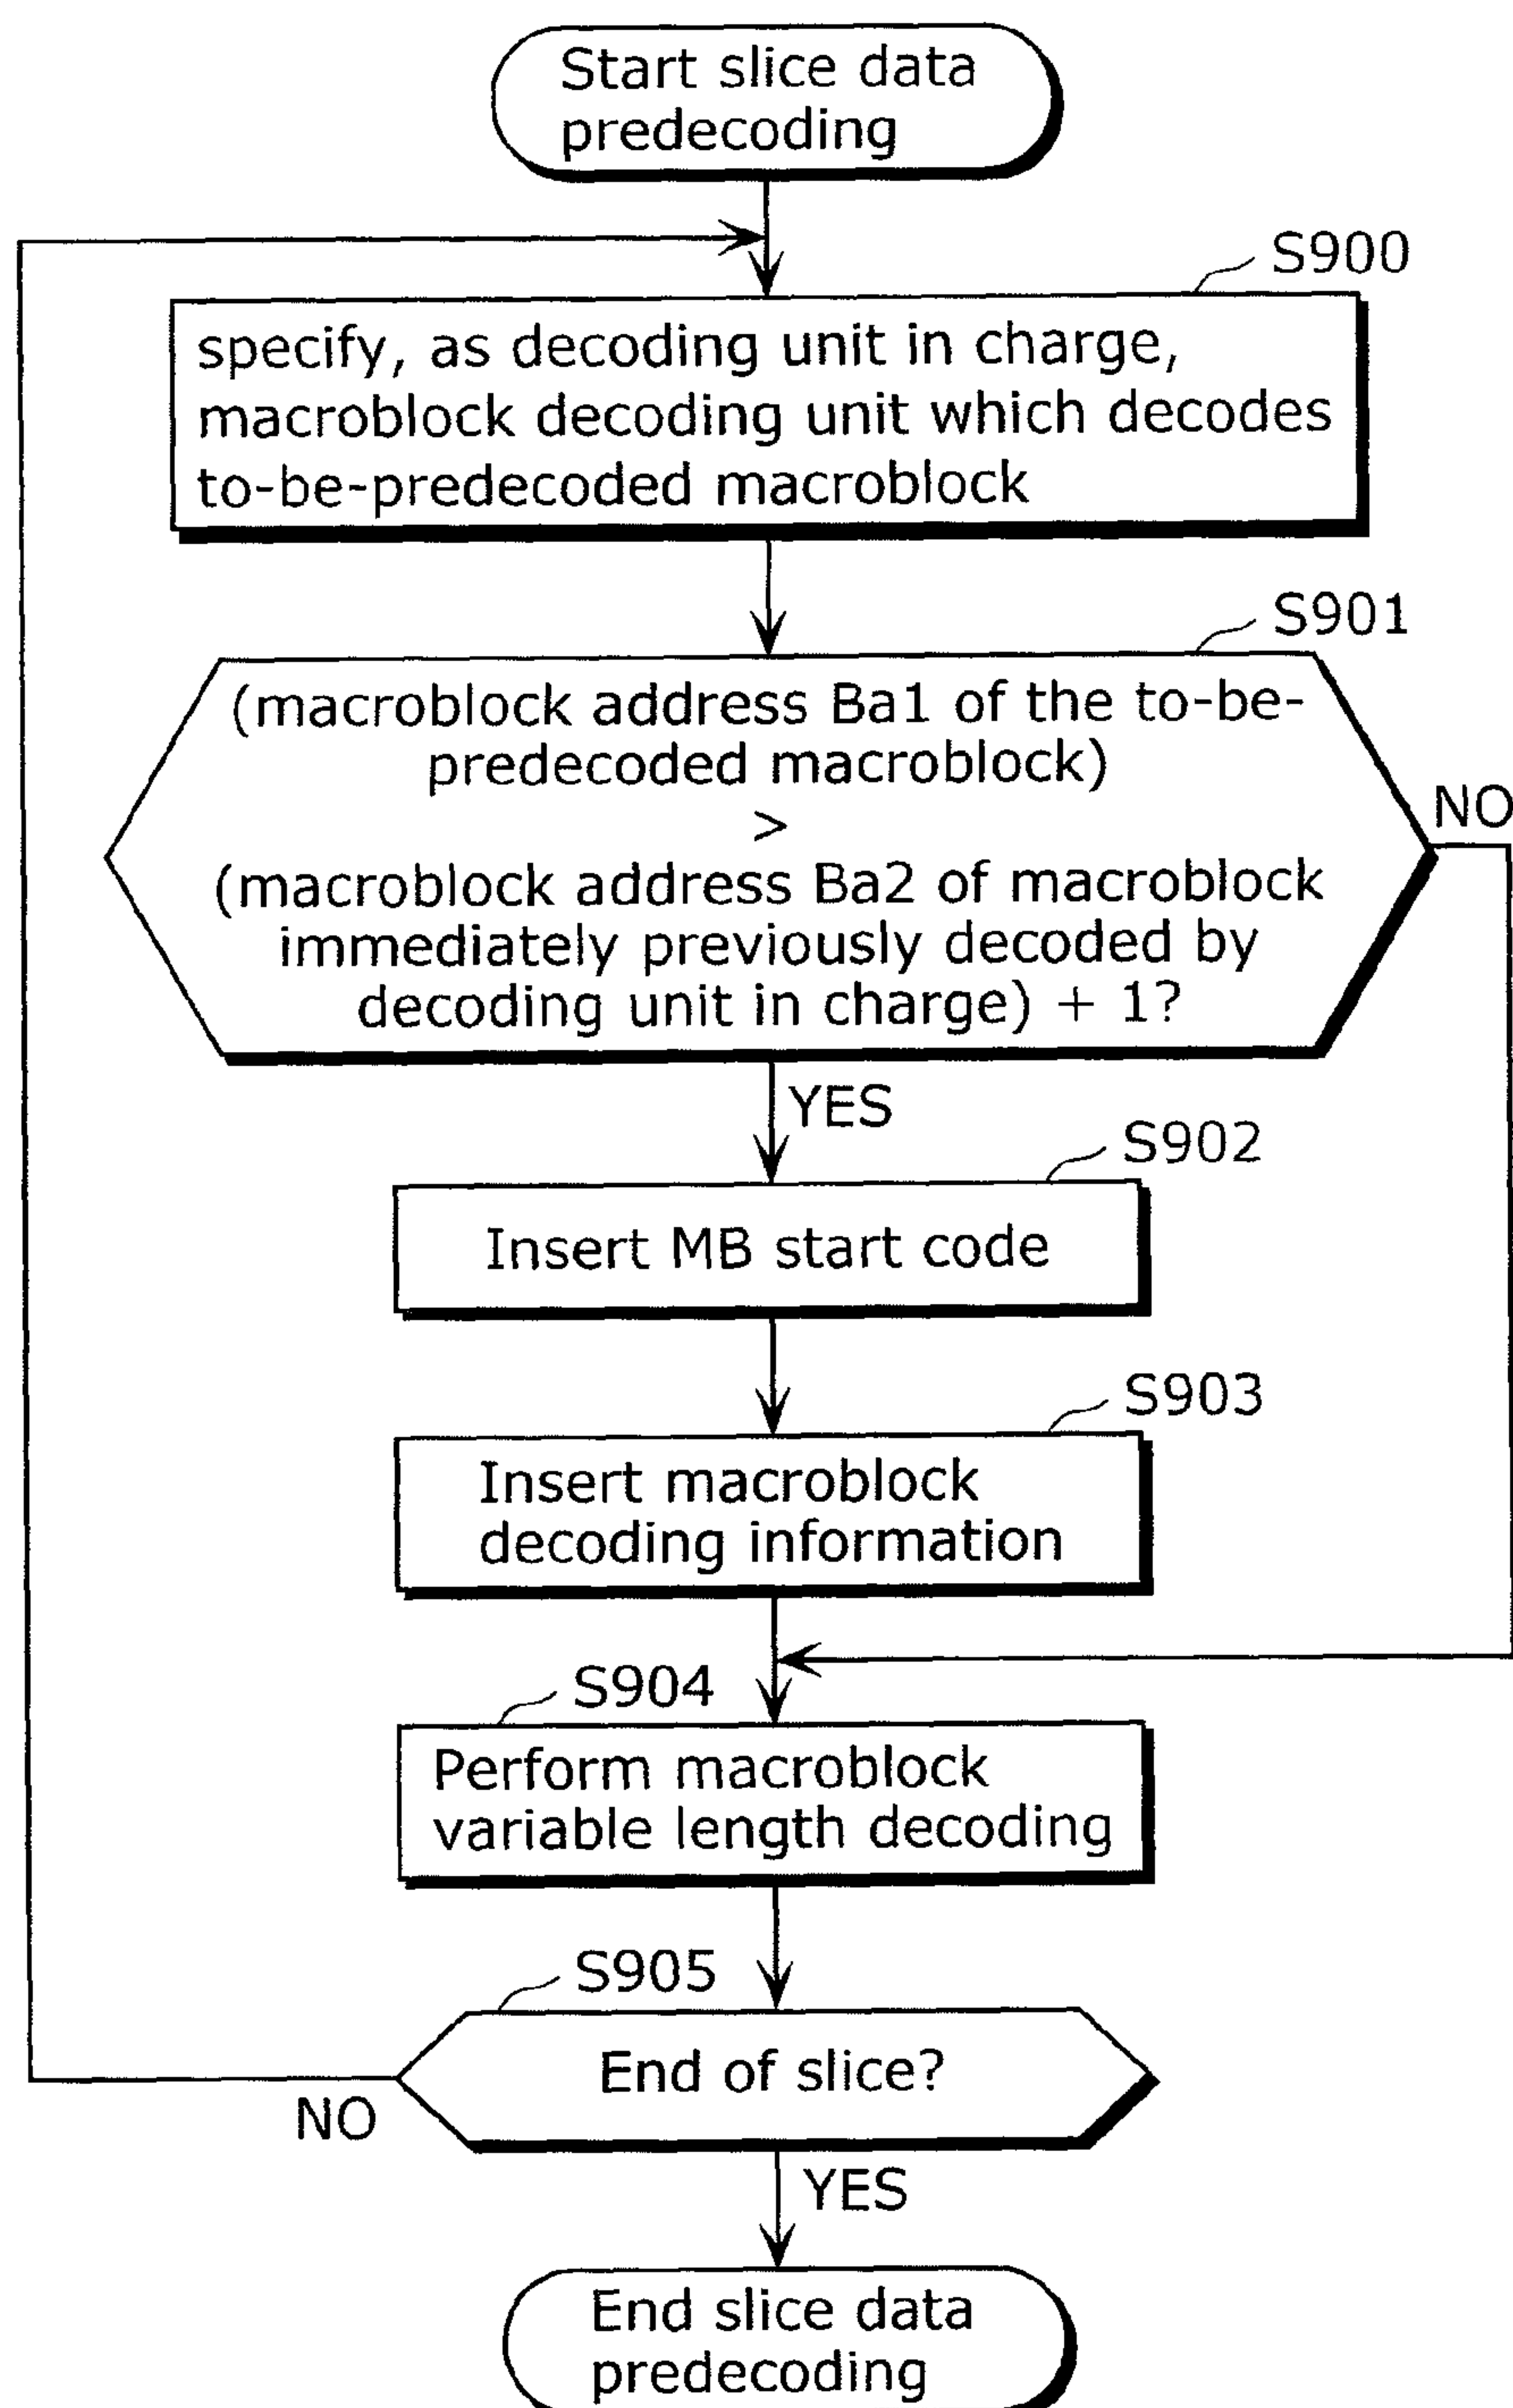 Start slice data
predecoding
S900
specify, as decoding unit in charge,
macroblock decoding unit which decodes
to-be-predecoded macroblock
S901
(macroblock address Ba1 of the to-be-
predecoded macroblock)
>
(macroblock address Ba2 of macroblock
immediately previously decoded by
decoding unit in charge) + 1?
NO
YES
S902
Insert MB start code
S903
Insert macroblock
decoding information
S904
Perform macroblock
variable length decoding
S905
End of slice?
NO
YES
End slice data
predecoding